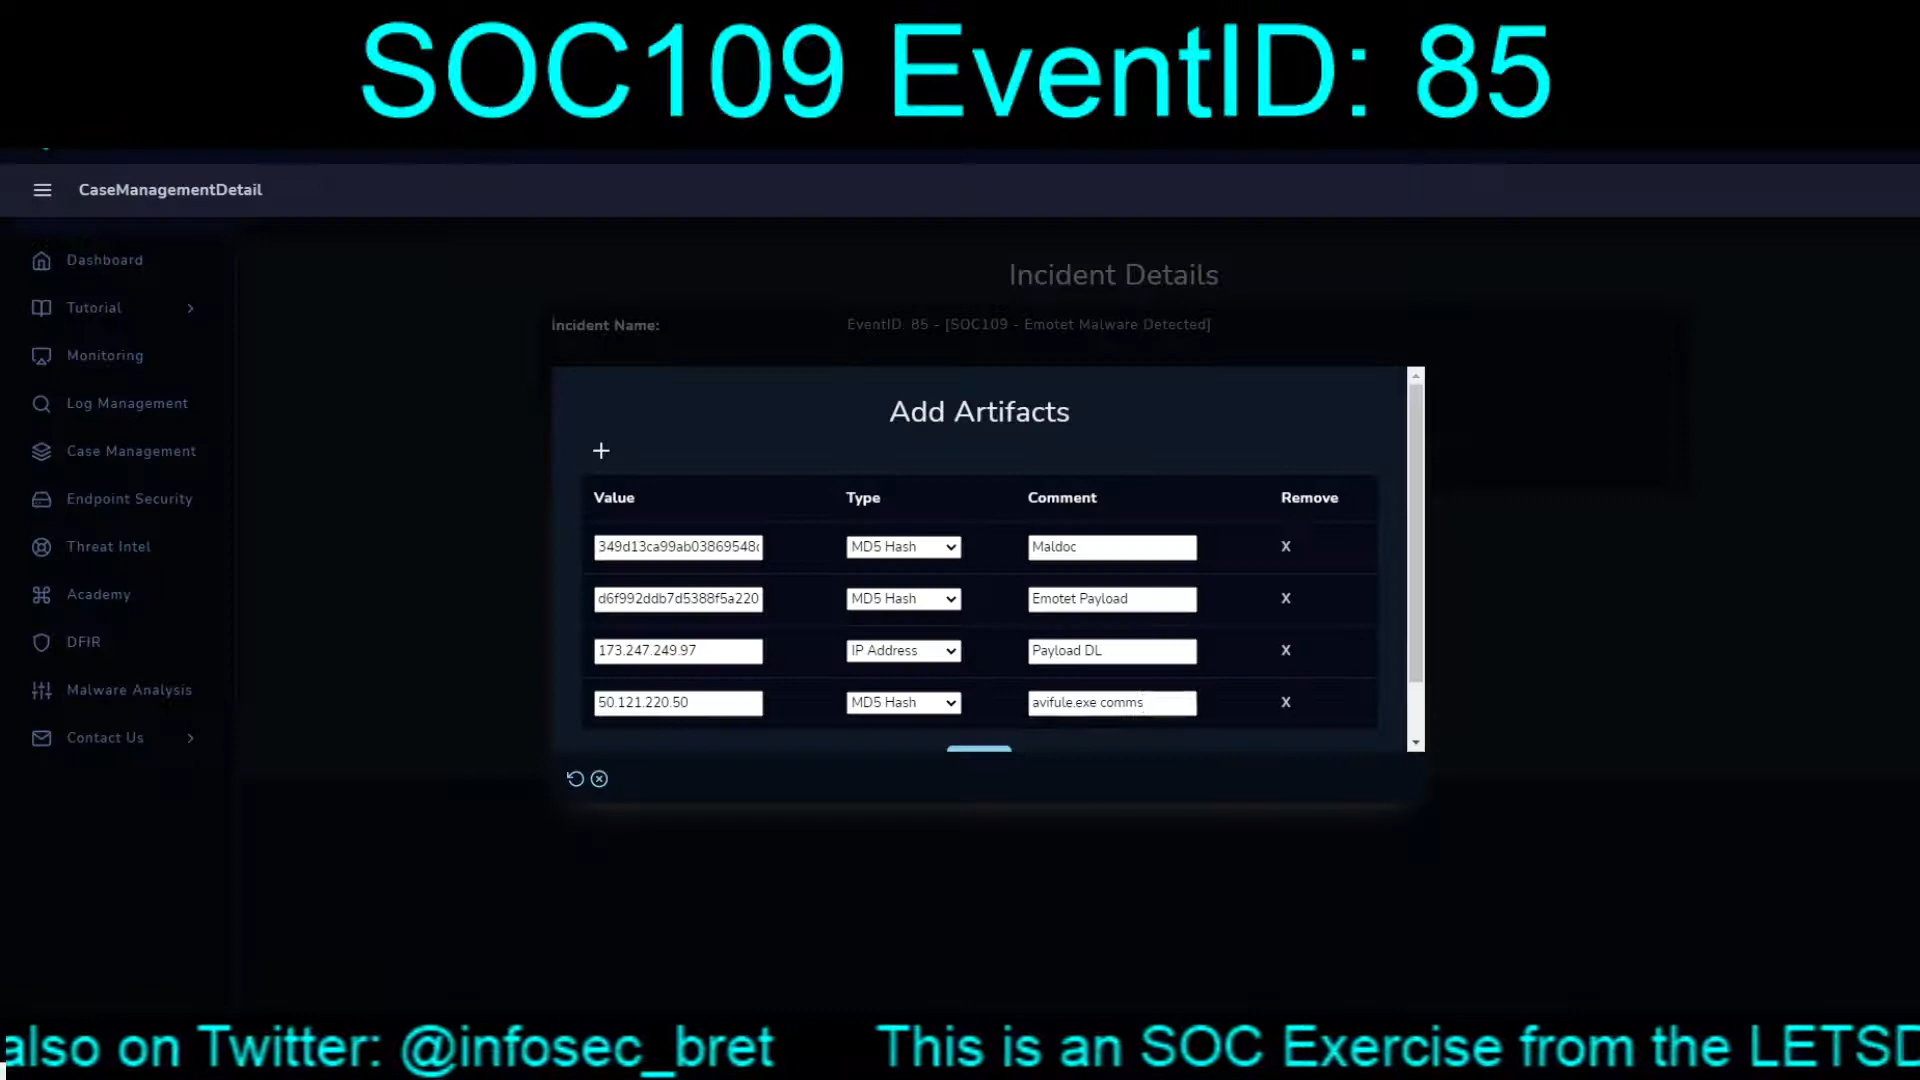 SOC109 EventID: 85
CaseManagementDetail
Dashboard
Tutorial
Monitoring
Log Management
Case Management
Endpoint Security
Threat Intel
Academy
DFIR
Malware Analysis
Contact Us
Incident Details
Incident Name: EventID: 85 - [SOC109 - Emotet Malware Detected]
Add Artifacts
+
Value Type Comment Remove
349d13ca99ab03869548 MD5 Hash Maldoc X
d6f992ddb7d5388f5a220 MD5 Hash Emotet Payload X
173.247.249.97 IP Address Payload DL X
50.121.220.50 MD5 Hash avifule.exe comms X
also on Twitter: @infosec_bret This is an SOC Exercise from the LETSD